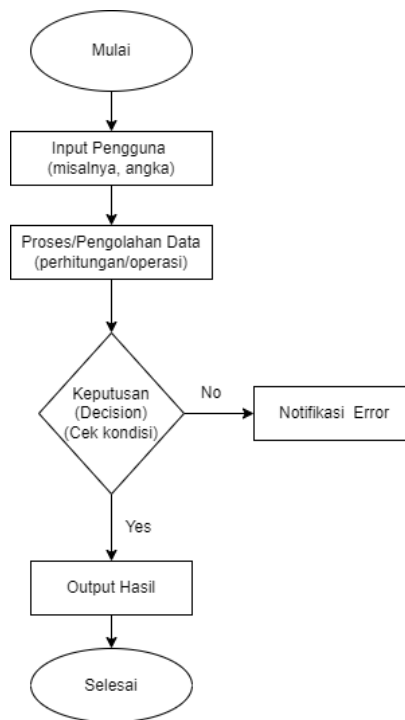 Mulai
Input Pengguna
(misalnya, angka)
Proses/Pengolahan Data
(perhitungan/operasi)
Keputusan
(Decision)
(Cek kondisi)
No
Notifikasi Error
Yes
Output Hasil
Selesai